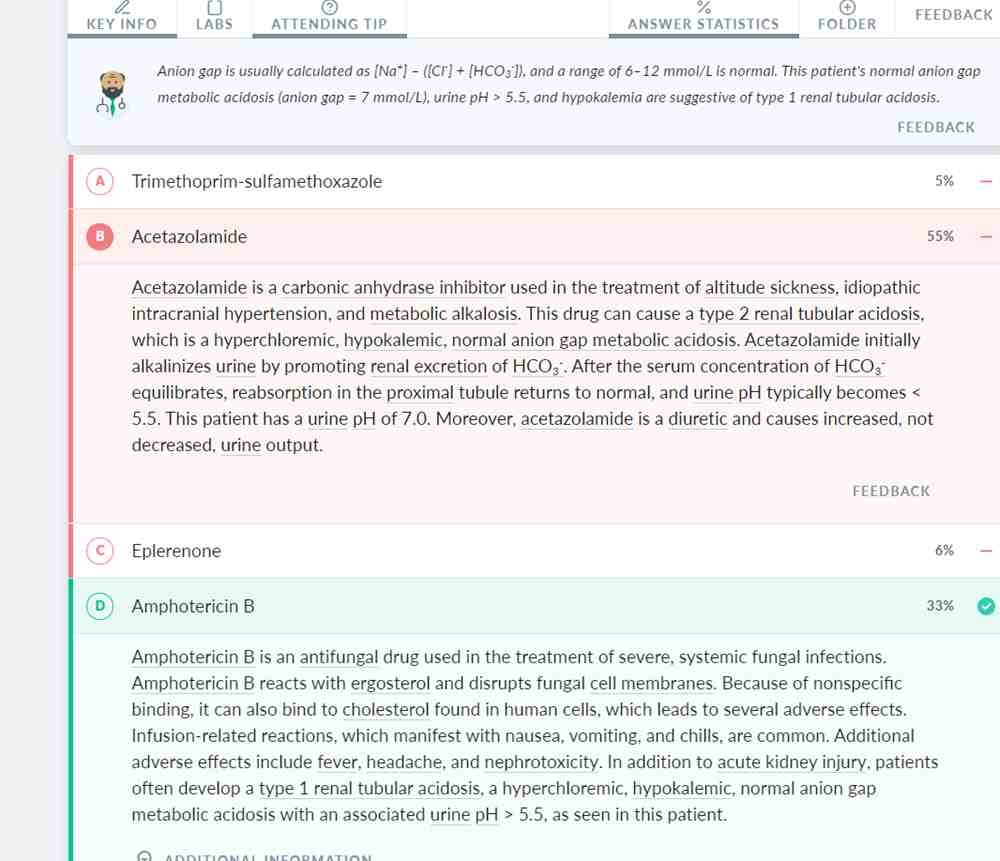 KEY INFO
LABS
ATTENDING TIP
%
ANSWER STATISTICS
FOLDER
FEEDBACK
Anion gap is usually calculated as [Na⁺] – ([Cl⁻] + [HCO₃⁻]), and a range of 6–12 mmol/L is normal. This patient's normal anion gap
metabolic acidosis (anion gap = 7 mmol/L), urine pH > 5.5, and hypokalemia are suggestive of type 1 renal tubular acidosis.
FEEDBACK
A Trimethoprim-sulfamethoxazole 5%
B Acetazolamide 55%
Acetazolamide is a carbonic anhydrase inhibitor used in the treatment of altitude sickness, idiopathic
intracranial hypertension, and metabolic alkalosis. This drug can cause a type 2 renal tubular acidosis,
which is a hyperchloremic, hypokalemic, normal anion gap metabolic acidosis. Acetazolamide initially
alkalinizes urine by promoting renal excretion of HCO₃⁻. After the serum concentration of HCO₃⁻
equilibrates, reabsorption in the proximal tubule returns to normal, and urine pH typically becomes <
5.5. This patient has a urine pH of 7.0. Moreover, acetazolamide is a diuretic and causes increased, not
decreased, urine output.
FEEDBACK
C Eplerenone 6%
D Amphotericin B 33%
Amphotericin B is an antifungal drug used in the treatment of severe, systemic fungal infections.
Amphotericin B reacts with ergosterol and disrupts fungal cell membranes. Because of nonspecific
binding, it can also bind to cholesterol found in human cells, which leads to several adverse effects.
Infusion-related reactions, which manifest with nausea, vomiting, and chills, are common. Additional
adverse effects include fever, headache, and nephrotoxicity. In addition to acute kidney injury, patients
often develop a type 1 renal tubular acidosis, a hyperchloremic, hypokalemic, normal anion gap
metabolic acidosis with an associated urine pH > 5.5, as seen in this patient.
ADDITIONAL INFORMATION